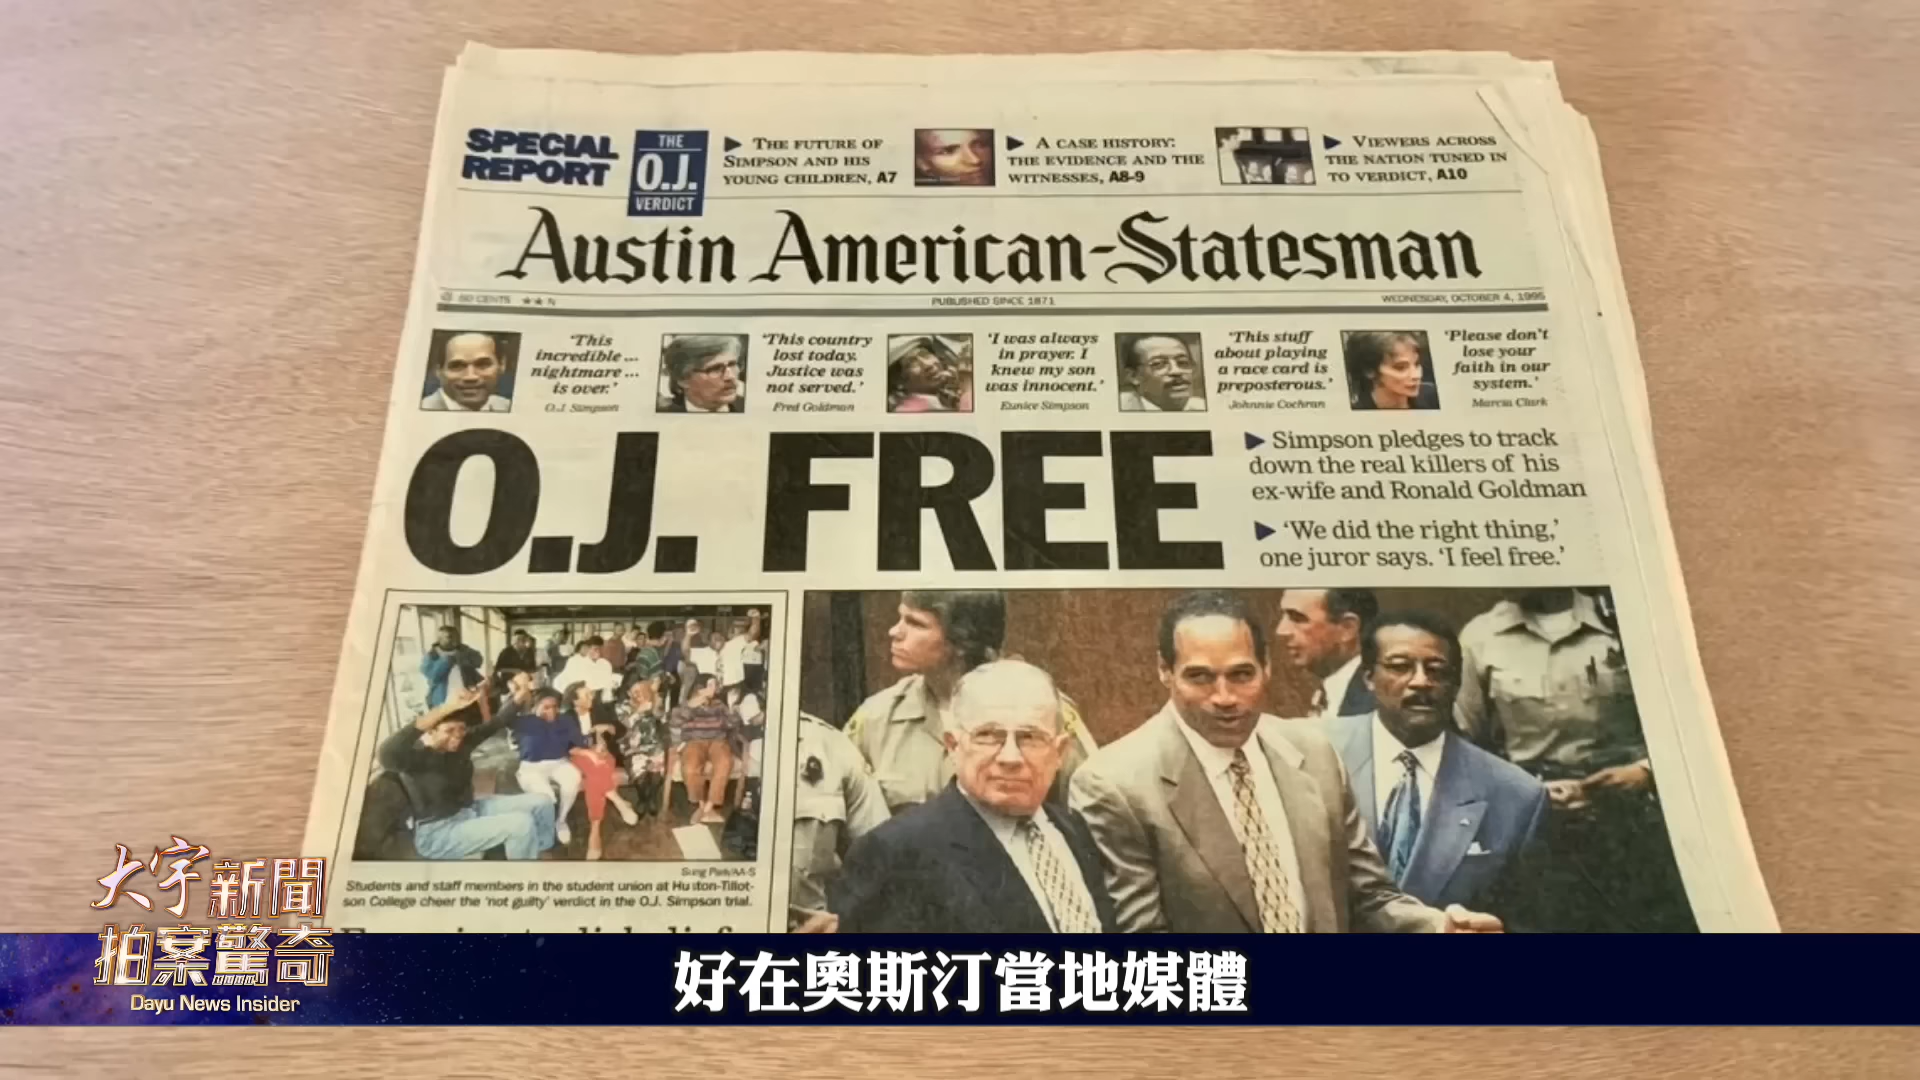 SPECIAL
REPORT
THE
O.J.
VERDICT
▶ THE FUTURE OF
SIMPSON AND HIS
YOUNG CHILDREN, A7
▶ A CASE HISTORY:
THE EVIDENCE AND THE
WITNESSES, A8-9
▶ VIEWERS ACROSS
THE NATION TUNED IN
TO VERDICT, A10
Austin American-Statesman
50 CENTS ★★ N
PUBLISHED SINCE 1871
WEDNESDAY, OCTOBER 4, 1995
'This
incredible ...
nightmare ...
is over.'
O.J. Simpson
'This country
lost today.
Justice was
not served.'
Fred Goldman
'I was always
in prayer. I
knew my son
was innocent.'
Eunice Simpson
'This stuff
about playing
a race card is
preposterous.'
Johnnie Cochran
'Please don't
lose your
faith in our
system.'
Marcia Clark
O.J. FREE
▶ Simpson pledges to track
down the real killers of his
ex-wife and Ronald Goldman
▶ 'We did the right thing,'
one juror says. 'I feel free.'
Sung Park/AA-S
Students and staff members in the student union at Huston-Tillot-
son College cheer the 'not guilty' verdict in the O.J. Simpson trial.
大宇新聞
拍案驚奇
Dayu News Insider
好在奧斯汀當地媒體